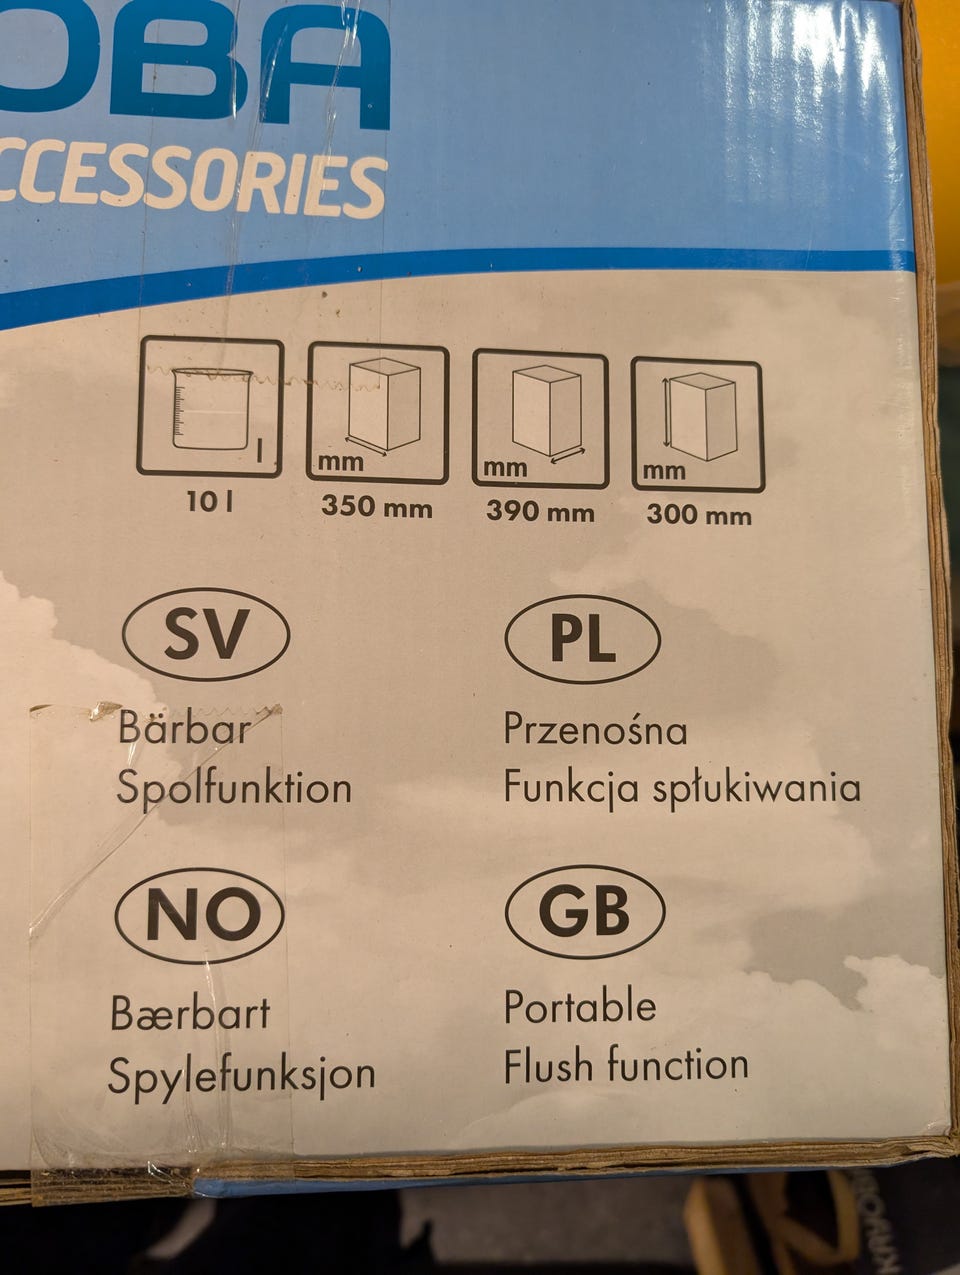 OBA
CCESSORIES
l
mm
mm
mm
10 l
350 mm
390 mm
300 mm
SV
Bärbar
Spolfunktion
PL
Przenośna
Funkcja spłukiwania
NO
Bærbart
Spylefunksjon
GB
Portable
Flush function